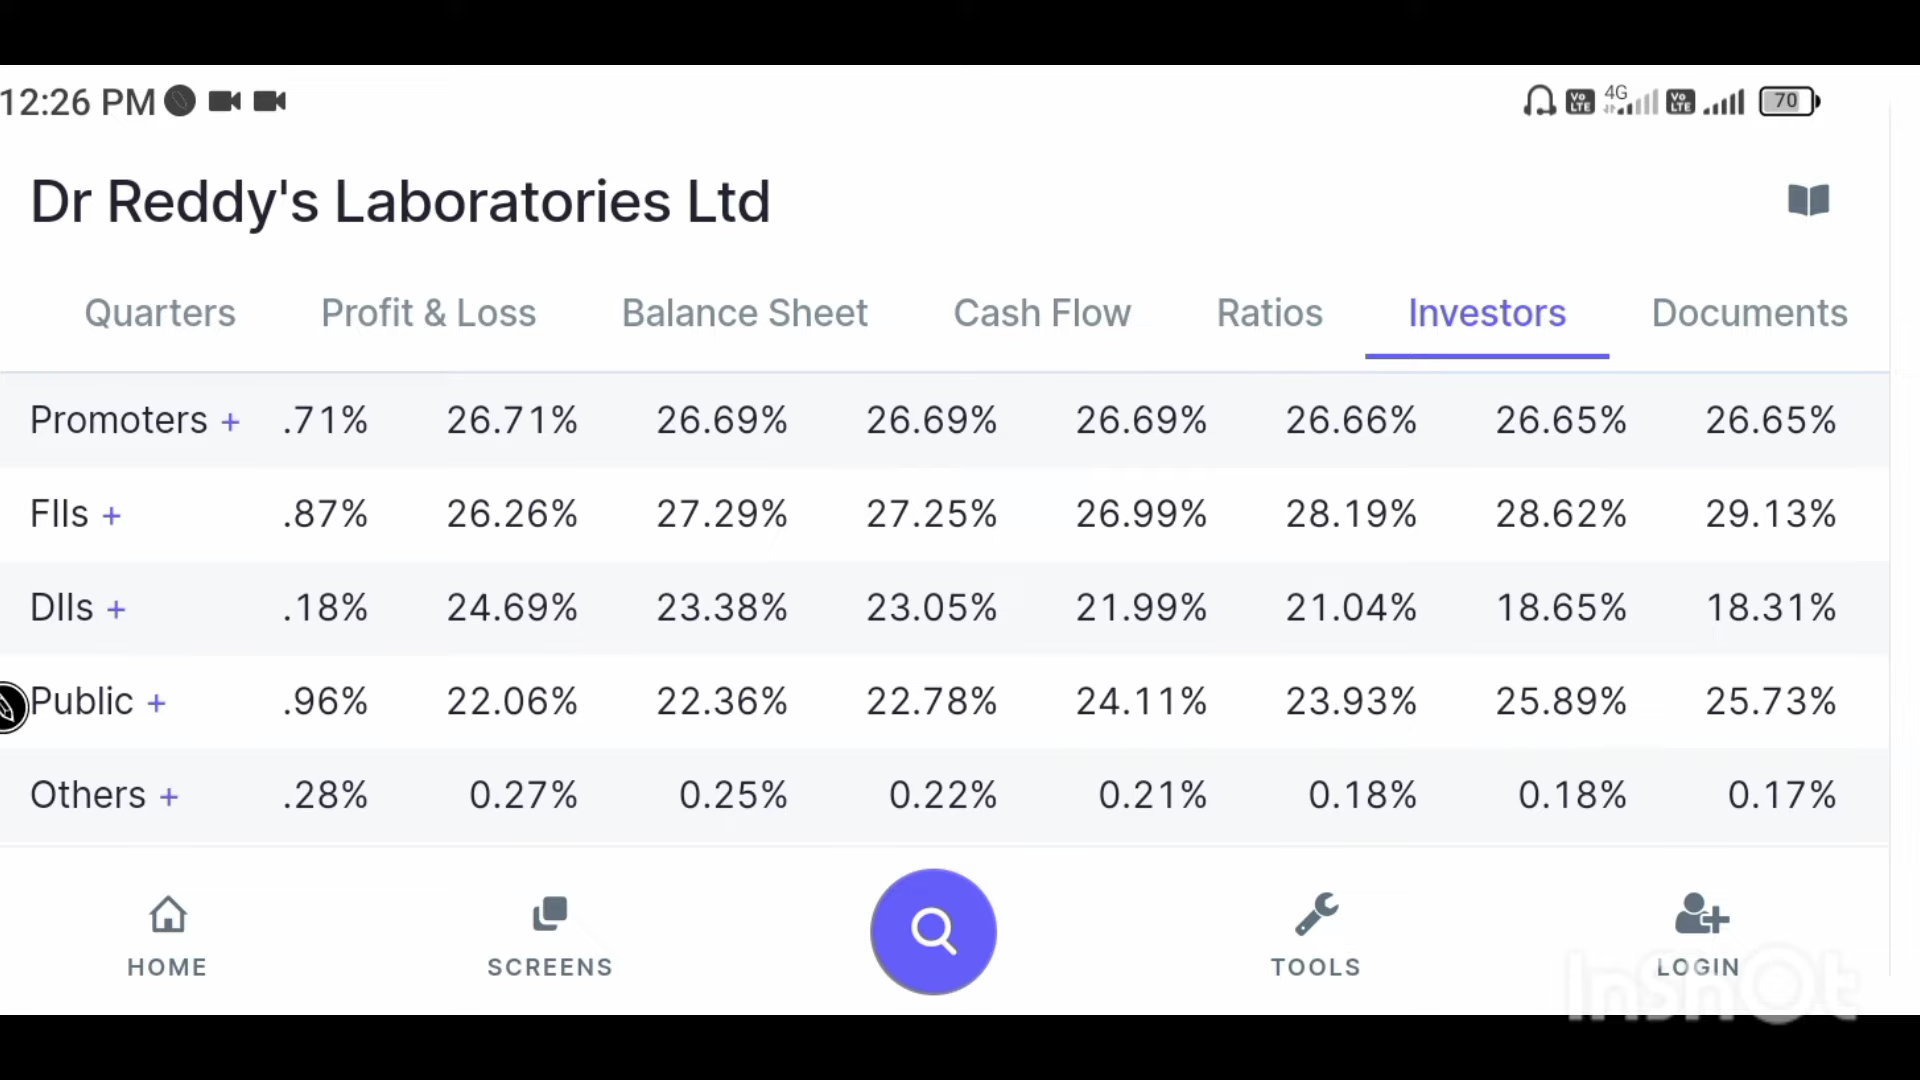 12:26 PM 4G 70
Dr Reddy's Laboratories Ltd
Quarters Profit & Loss Balance Sheet Cash Flow Ratios Investors Documents
Promoters + .71% 26.71% 26.69% 26.69% 26.69% 26.66% 26.65% 26.65%
FIIs + .87% 26.26% 27.29% 27.25% 26.99% 28.19% 28.62% 29.13%
DIIs + .18% 24.69% 23.38% 23.05% 21.99% 21.04% 18.65% 18.31%
Public + .96% 22.06% 22.36% 22.78% 24.11% 23.93% 25.89% 25.73%
Others + .28% 0.27% 0.25% 0.22% 0.21% 0.18% 0.18% 0.17%
HOME SCREENS TOOLS LOGIN
InShOt